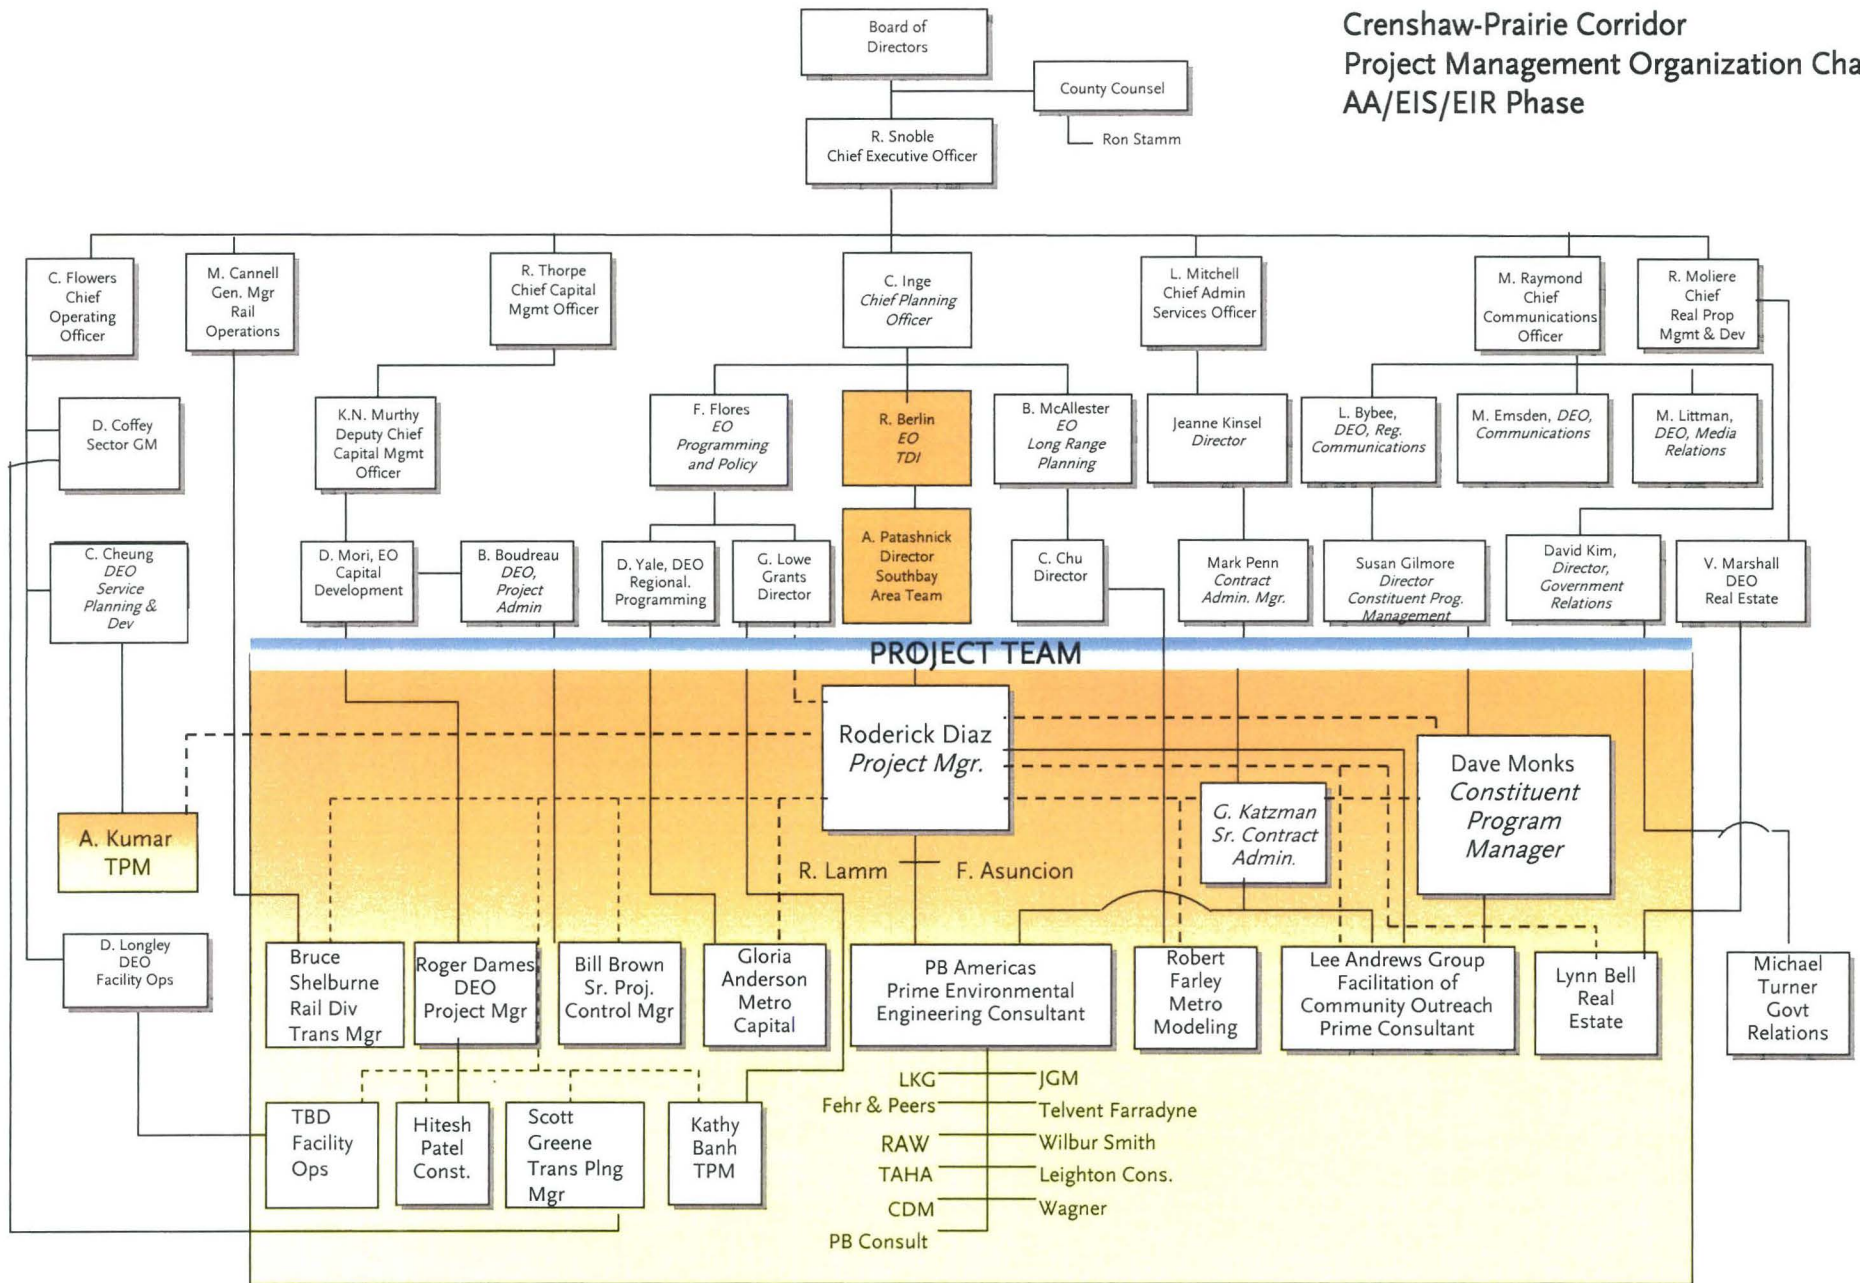 Crenshaw-Prairie Corridor
Project Management Organization Cha
AA/EIS/EIR Phase
Board of
Directors
County Counsel
Ron Stamm
R. Snoble
Chief Executive Officer
C. Flowers
Chief
Operating
Officer
M. Cannell
Gen. Mgr
Rail
Operations
R. Thorpe
Chief Capital
Mgmt Officer
C. Inge
Chief Planning
Officer
L. Mitchell
Chief Admin
Services Officer
M. Raymond
Chief
Communications
Officer
R. Moliere
Chief
Real Prop
Mgmt & Dev
D. Coffey
Sector GM
K.N. Murthy
Deputy Chief
Capital Mgmt
Officer
F. Flores
EO
Programming
and Policy
R. Berlin
EO
TDI
B. McAllester
EO
Long Range
Planning
Jeanne Kinsel
Director
L. Bybee,
DEO, Reg.
Communications
M. Emsden, DEO,
Communications
M. Littman,
DEO, Media
Relations
C. Cheung
DEO
Service
Planning &
Dev
D. Mori, EO
Capital
Development
B. Boudreau
DEO,
Project
Admin
D. Yale, DEO
Regional.
Programming
G. Lowe
Grants
Director
A. Patashnick
Director
Southbay
Area Team
C. Chu
Director
Mark Penn
Contract
Admin. Mgr.
Susan Gilmore
Director
Constituent Prog.
Management
David Kim,
Director,
Government
Relations
V. Marshall
DEO
Real Estate
PROJECT TEAM
Roderick Diaz
Project Mgr.
Dave Monks
Constituent
Program
Manager
G. Katzman
Sr. Contract
Admin.
A. Kumar
TPM
R. Lamm
F. Asuncion
D. Longley
DEO
Facility Ops
Bruce
Shelburne
Rail Div
Trans Mgr
Roger Dames
DEO
Project Mgr
Bill Brown
Sr. Proj.
Control Mgr
Gloria
Anderson
Metro
Capital
PB Americas
Prime Environmental
Engineering Consultant
Robert
Farley
Metro
Modeling
Lee Andrews Group
Facilitation of
Community Outreach
Prime Consultant
Lynn Bell
Real
Estate
Michael
Turner
Govt
Relations
TBD
Facility
Ops
Hitesh
Patel
Const.
Scott
Greene
Trans Plng
Mgr
Kathy
Banh
TPM
LKG
JGM
Fehr & Peers
Telvent Farradyne
RAW
Wilbur Smith
TAHA
Leighton Cons.
CDM
Wagner
PB Consult